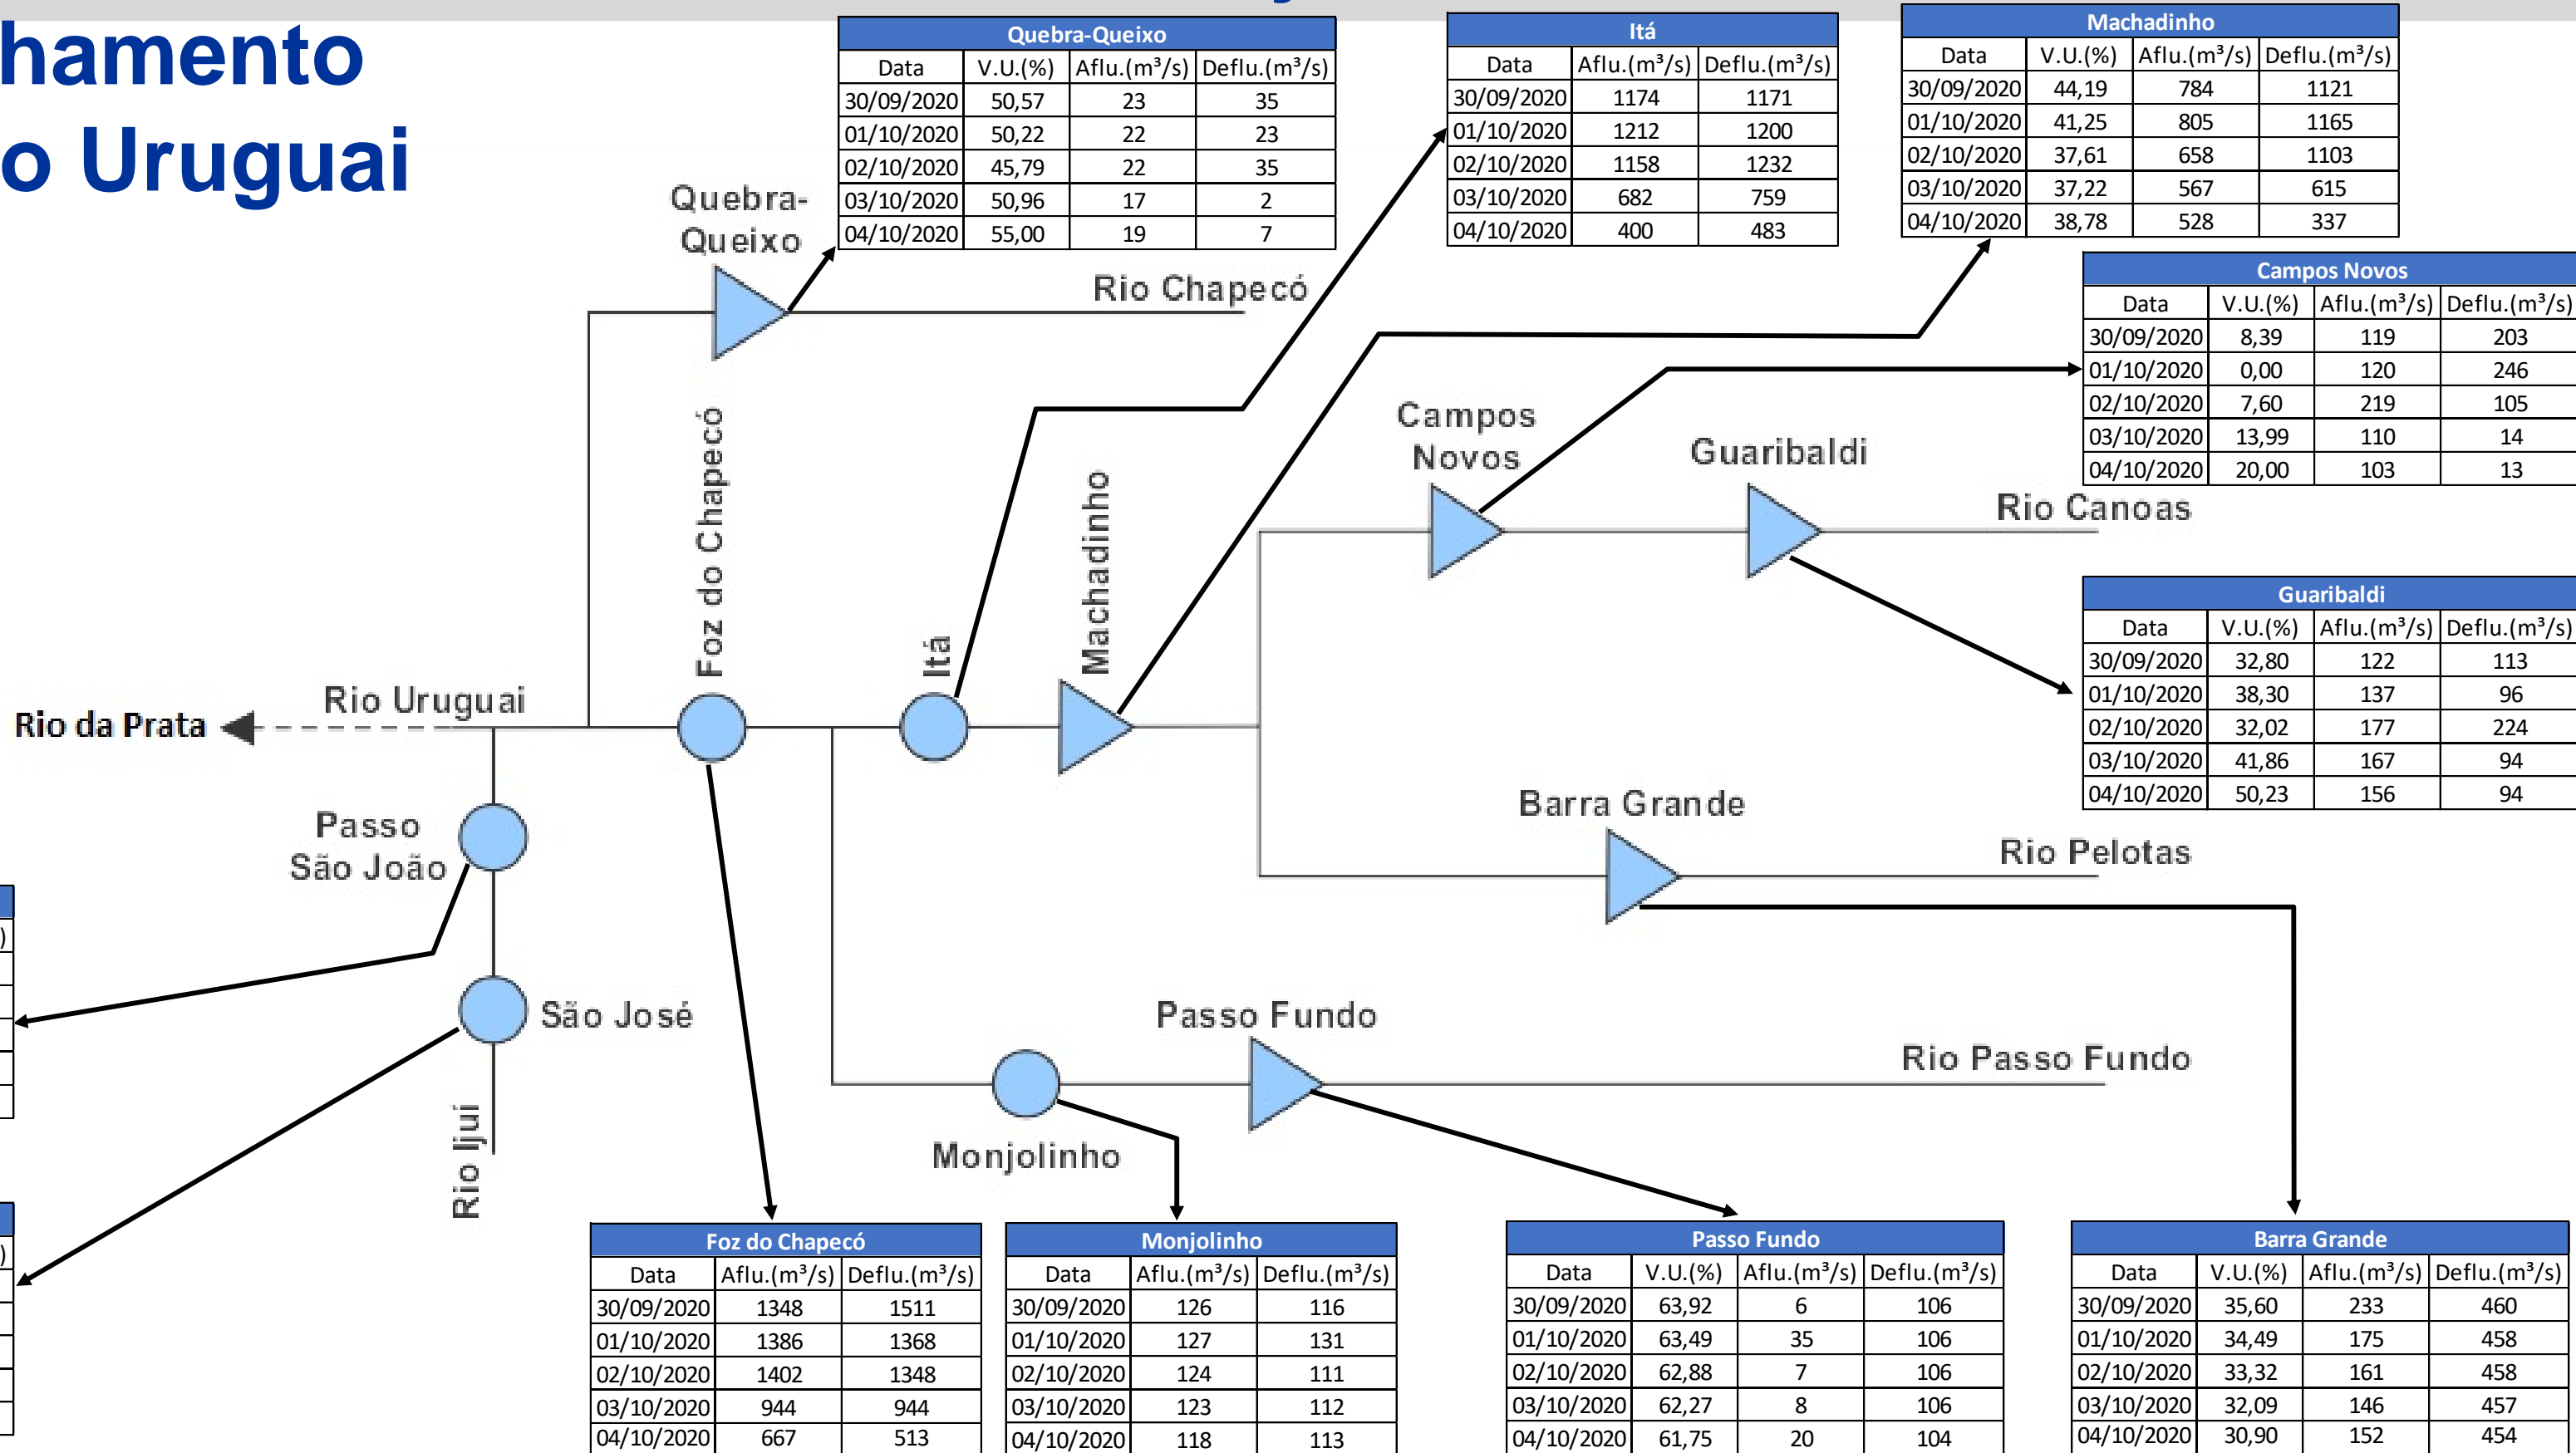 hamento
o Uruguai
Quebra-Queixo
Data V.U.(%) Aflu.(m³/s) Deflu.(m³/s)
30/09/2020 50,57 23 35
01/10/2020 50,22 22 23
02/10/2020 45,79 22 35
03/10/2020 50,96 17 2
04/10/2020 55,00 19 7
Itá
Data Aflu.(m³/s) Deflu.(m³/s)
30/09/2020 1174 1171
01/10/2020 1212 1200
02/10/2020 1158 1232
03/10/2020 682 759
04/10/2020 400 483
Machadinho
Data V.U.(%) Aflu.(m³/s) Deflu.(m³/s)
30/09/2020 44,19 784 1121
01/10/2020 41,25 805 1165
02/10/2020 37,61 658 1103
03/10/2020 37,22 567 615
04/10/2020 38,78 528 337
Campos Novos
Data V.U.(%) Aflu.(m³/s) Deflu.(m³/s)
30/09/2020 8,39 119 203
01/10/2020 0,00 120 246
02/10/2020 7,60 219 105
03/10/2020 13,99 110 14
04/10/2020 20,00 103 13
Quebra-
Queixo
Rio Chapecó
Foz do Chapecó
Itá
Machadinho
Campos
Novos
Guaribaldi
Rio Canoas
Guaribaldi
Data V.U.(%) Aflu.(m³/s) Deflu.(m³/s)
30/09/2020 32,80 122 113
01/10/2020 38,30 137 96
02/10/2020 32,02 177 224
03/10/2020 41,86 167 94
04/10/2020 50,23 156 94
Rio da Prata
Rio Uruguai
Barra Grande
Rio Pelotas
Passo
São João
São José
Rio Ijui
Passo Fundo
Rio Passo Fundo
Monjolinho
)
)
Foz do Chapecó
Data Aflu.(m³/s) Deflu.(m³/s)
30/09/2020 1348 1511
01/10/2020 1386 1368
02/10/2020 1402 1348
03/10/2020 944 944
04/10/2020 667 513
Monjolinho
Data Aflu.(m³/s) Deflu.(m³/s)
30/09/2020 126 116
01/10/2020 127 131
02/10/2020 124 111
03/10/2020 123 112
04/10/2020 118 113
Passo Fundo
Data V.U.(%) Aflu.(m³/s) Deflu.(m³/s)
30/09/2020 63,92 6 106
01/10/2020 63,49 35 106
02/10/2020 62,88 7 106
03/10/2020 62,27 8 106
04/10/2020 61,75 20 104
Barra Grande
Data V.U.(%) Aflu.(m³/s) Deflu.(m³/s)
30/09/2020 35,60 233 460
01/10/2020 34,49 175 458
02/10/2020 33,32 161 458
03/10/2020 32,09 146 457
04/10/2020 30,90 152 454